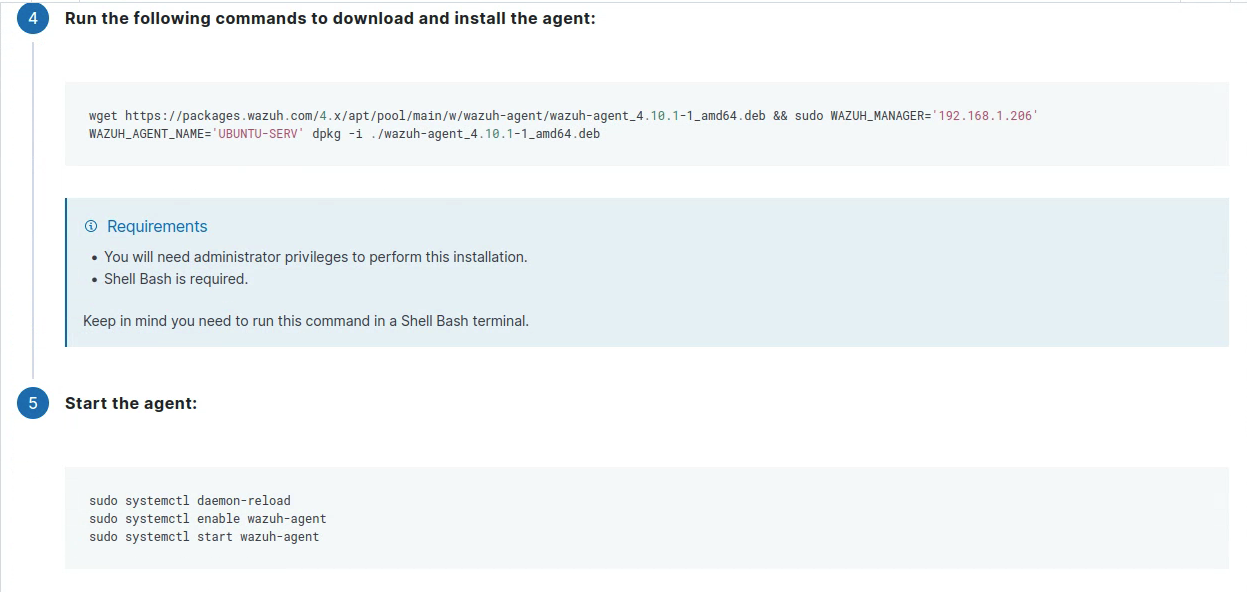 4
Run the following commands to download and install the agent:
wget https://packages.wazuh.com/4.x/apt/pool/main/w/wazuh-agent/wazuh-agent_4.10.1-1_amd64.deb && sudo WAZUH_MANAGER='192.168.1.206'
WAZUH_AGENT_NAME='UBUNTU-SERV' dpkg -i ./wazuh-agent_4.10.1-1_amd64.deb
Requirements
• You will need administrator privileges to perform this installation.
• Shell Bash is required.
Keep in mind you need to run this command in a Shell Bash terminal.
5
Start the agent:
sudo systemctl daemon-reload
sudo systemctl enable wazuh-agent
sudo systemctl start wazuh-agent